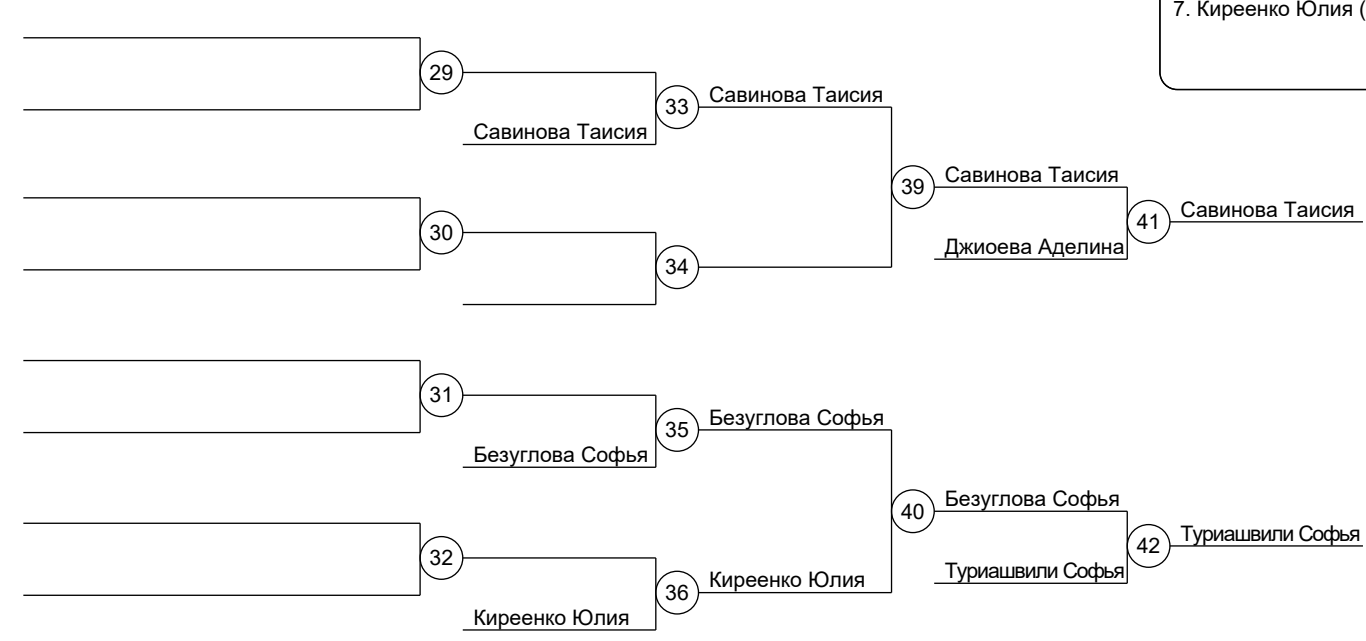 7. Киреенко Юлия (
29
33
Савинова Таисия
Савинова Таисия
39
Савинова Таисия
41
Савинова Таисия
30
Джиоева Аделина
34
31
35
Безуглова Софья
Безуглова Софья
40
Безуглова Софья
42
Туриашвили Софья
32
Туриашвили Софья
36
Киреенко Юлия
Киреенко Юлия